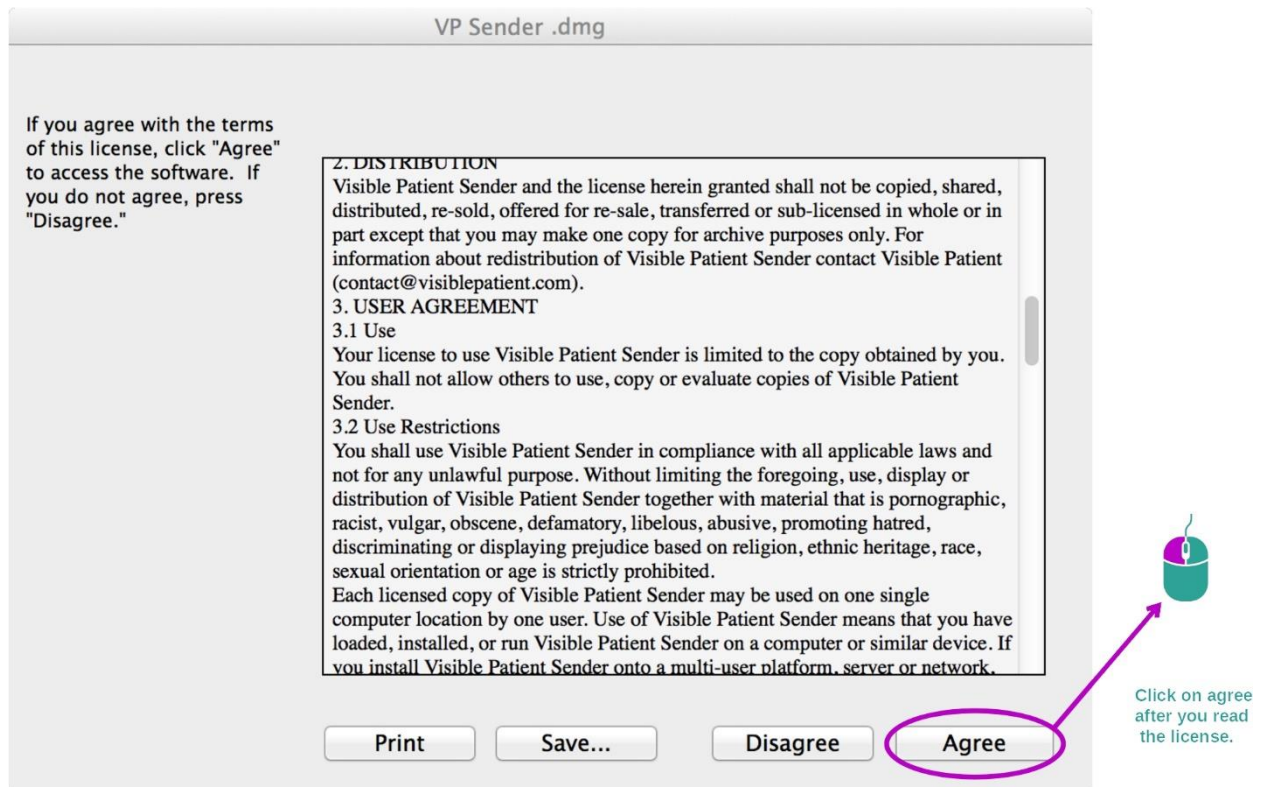 VP Sender .dmg
If you agree with the terms
of this license, click "Agree"
to access the software.  If
you do not agree, press
"Disagree."
2. DISTRIBUTION
Visible Patient Sender and the license herein granted shall not be copied, shared,
distributed, re-sold, offered for re-sale, transferred or sub-licensed in whole or in
part except that you may make one copy for archive purposes only. For
information about redistribution of Visible Patient Sender contact Visible Patient
(contact@visiblepatient.com).
3. USER AGREEMENT
3.1 Use
Your license to use Visible Patient Sender is limited to the copy obtained by you.
You shall not allow others to use, copy or evaluate copies of Visible Patient
Sender.
3.2 Use Restrictions
You shall use Visible Patient Sender in compliance with all applicable laws and
not for any unlawful purpose. Without limiting the foregoing, use, display or
distribution of Visible Patient Sender together with material that is pornographic,
racist, vulgar, obscene, defamatory, libelous, abusive, promoting hatred,
discriminating or displaying prejudice based on religion, ethnic heritage, race,
sexual orientation or age is strictly prohibited.
Each licensed copy of Visible Patient Sender may be used on one single
computer location by one user. Use of Visible Patient Sender means that you have
loaded, installed, or run Visible Patient Sender on a computer or similar device. If
you install Visible Patient Sender onto a multi-user platform, server or network,
Print
Save...
Disagree
Agree
Click on agree
after you read
the license.